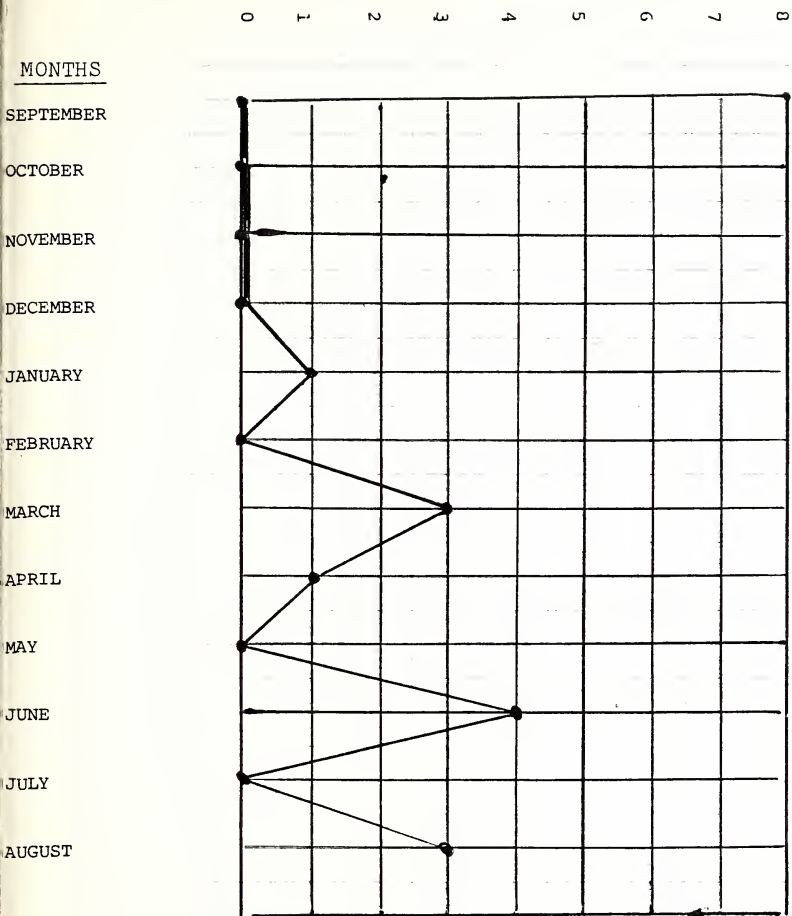 0 1 2 3 4 5 6 7 8
MONTHS
SEPTEMBER
OCTOBER
NOVEMBER
DECEMBER
JANUARY
FEBRUARY
MARCH
APRIL
MAY
JUNE
JULY
AUGUST